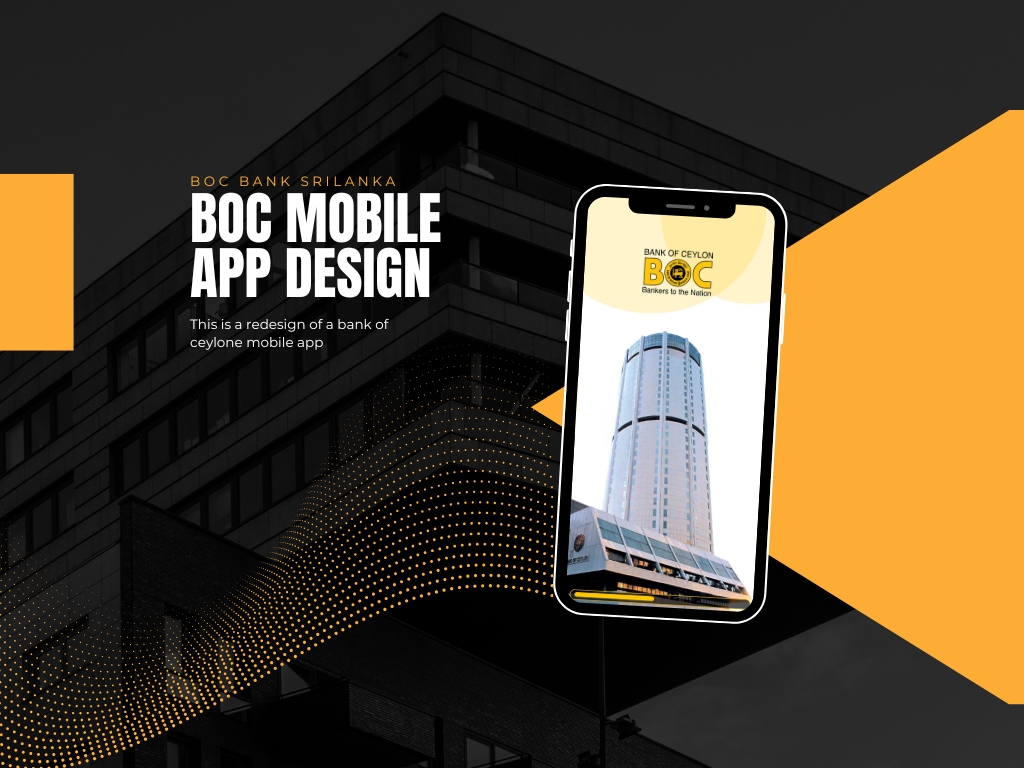 BOC BANK SRILANKA
BOC MOBILE
APP DESIGN
This is a redesign of a bank of
ceylone mobile app
BANK OF CEYLON
BOC
Bankers to the Nation